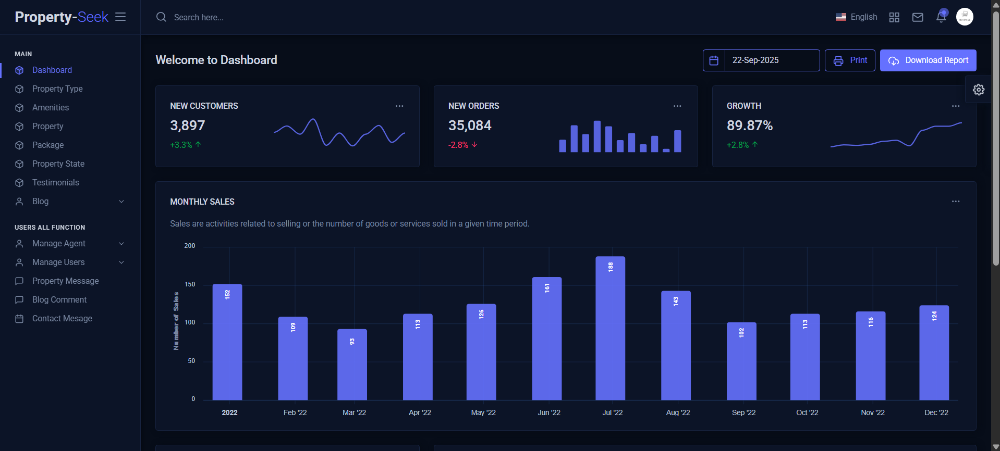 Property-Seek
Search here...
English
NO IMAGE
MAIN
Dashboard
Property Type
Amenities
Property
Package
Property State
Testimonials
Blog
USERS ALL FUNCTION
Manage Agent
Manage Users
Property Message
Blog Comment
Contact Mesage
Welcome to Dashboard
22-Sep-2025
Print
Download Report
NEW CUSTOMERS
3,897
+3.3%
NEW ORDERS
35,084
-2.8%
GROWTH
89.87%
+2.8%
MONTHLY SALES
Sales are activities related to selling or the number of goods or services sold in a given time period.
Number of Sales
200
150
100
50
0
152
109
93
113
126
161
188
143
102
113
116
124
2022
Feb '22
Mar '22
Apr '22
May '22
Jun '22
Jul '22
Aug '22
Sep '22
Oct '22
Nov '22
Dec '22